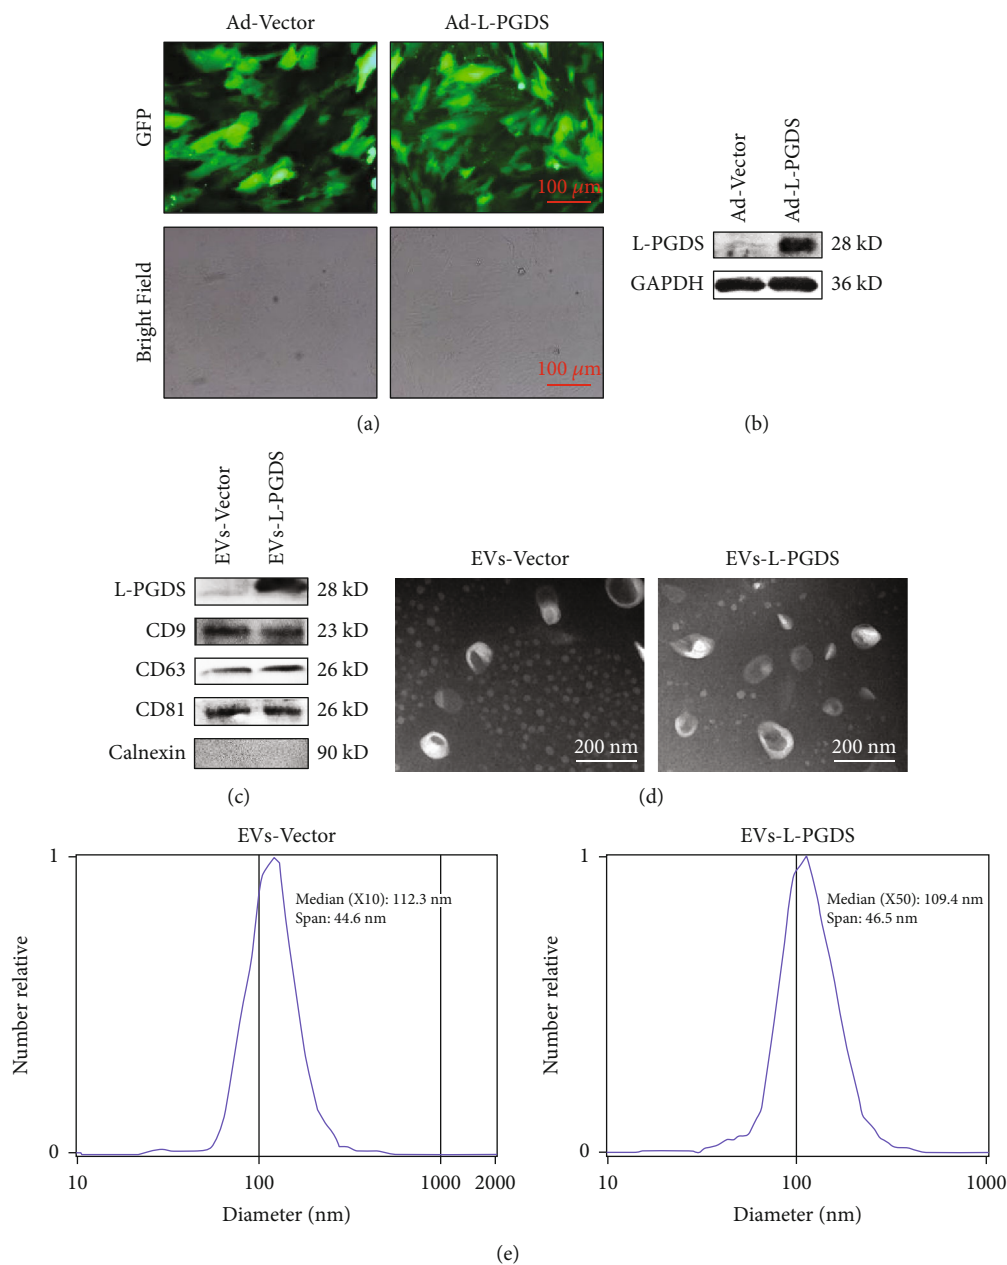 Ad-Vector
Ad-L-PGDS
GFP
100 μm
Bright Field
100 μm
(a)
Ad-Vector
Ad-L-PGDS
L-PGDS
28 kD
GAPDH
36 kD
(b)
EVs-Vector
EVs-L-PGDS
L-PGDS
28 kD
CD9
23 kD
CD63
26 kD
CD81
26 kD
Calnexin
90 kD
(c)
EVs-Vector
EVs-L-PGDS
200 nm
200 nm
(d)
EVs-Vector
1
Median (X10): 112.3 nm
Span: 44.6 nm
Number relative
0
10
100
1000
2000
Diameter (nm)
EVs-L-PGDS
1
Median (X50): 109.4 nm
Span: 46.5 nm
Number relative
0
10
100
1000
Diameter (nm)
(e)